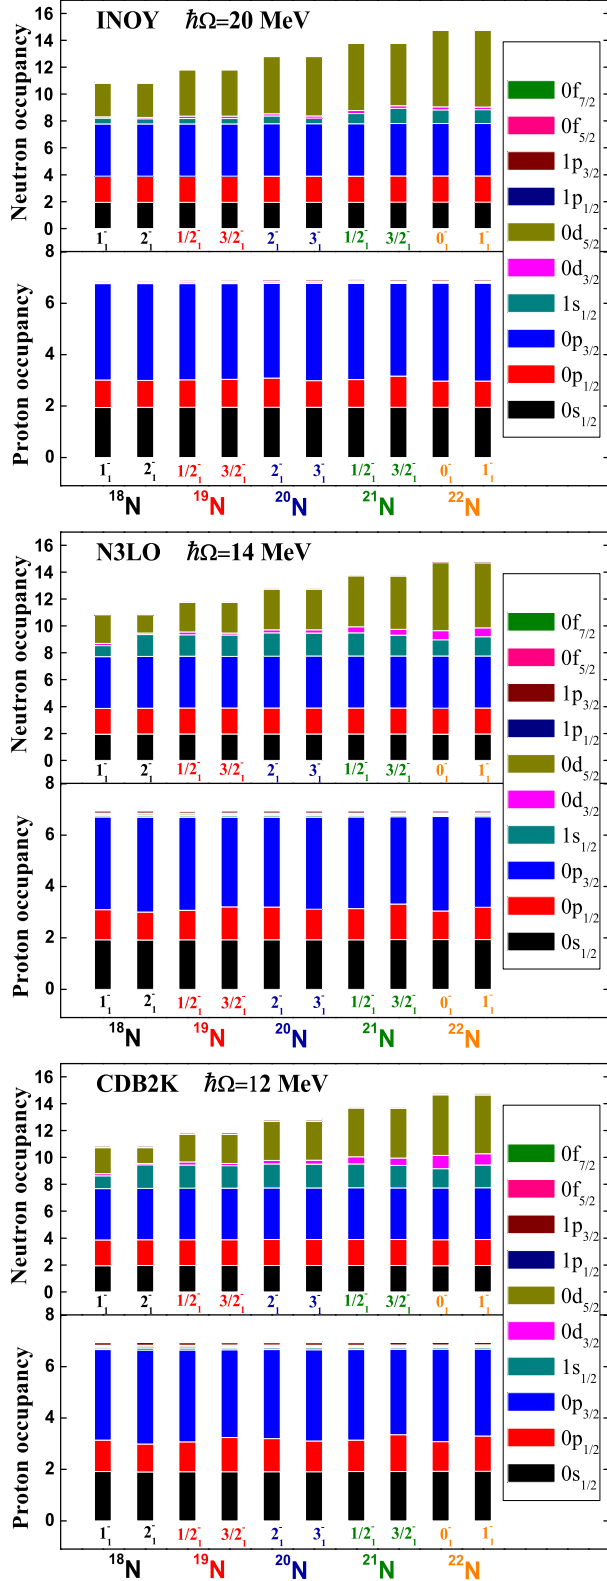 INOY ℏΩ=20 MeV
Neutron occupancy
16
14
12
10
8
6
4
2
0
1⁻₁ 2⁻₁ 1/2⁻₁ 3/2⁻₁ 2⁻₁ 3⁻₁ 1/2⁻₁ 3/2⁻₁ 0⁻₁ 1⁻₁
Proton occupancy
8
6
4
2
0
1⁻₁ 2⁻₁ 1/2⁻₁ 3/2⁻₁ 2⁻₁ 3⁻₁ 1/2⁻₁ 3/2⁻₁ 0⁻₁ 1⁻₁
¹⁸N ¹⁹N ²⁰N ²¹N ²²N
0f₇/₂
0f₅/₂
1p₃/₂
1p₁/₂
0d₅/₂
0d₃/₂
1s₁/₂
0p₃/₂
0p₁/₂
0s₁/₂
N3LO ℏΩ=14 MeV
Neutron occupancy
16
14
12
10
8
6
4
2
0
1⁻₁ 2⁻₁ 1/2⁻₁ 3/2⁻₁ 2⁻₁ 3⁻₁ 1/2⁻₁ 3/2⁻₁ 0⁻₁ 1⁻₁
Proton occupancy
8
6
4
2
0
1⁻₁ 2⁻₁ 1/2⁻₁ 3/2⁻₁ 2⁻₁ 3⁻₁ 1/2⁻₁ 3/2⁻₁ 0⁻₁ 1⁻₁
¹⁸N ¹⁹N ²⁰N ²¹N ²²N
0f₇/₂
0f₅/₂
1p₃/₂
1p₁/₂
0d₅/₂
0d₃/₂
1s₁/₂
0p₃/₂
0p₁/₂
0s₁/₂
CDB2K ℏΩ=12 MeV
Neutron occupancy
16
14
12
10
8
6
4
2
0
1⁻₁ 2⁻₁ 1/2⁻₁ 3/2⁻₁ 2⁻₁ 3⁻₁ 1/2⁻₁ 3/2⁻₁ 0⁻₁ 1⁻₁
Proton occupancy
8
6
4
2
0
1⁻₁ 2⁻₁ 1/2⁻₁ 3/2⁻₁ 2⁻₁ 3⁻₁ 1/2⁻₁ 3/2⁻₁ 0⁻₁ 1⁻₁
¹⁸N ¹⁹N ²⁰N ²¹N ²²N
0f₇/₂
0f₅/₂
1p₃/₂
1p₁/₂
0d₅/₂
0d₃/₂
1s₁/₂
0p₃/₂
0p₁/₂
0s₁/₂